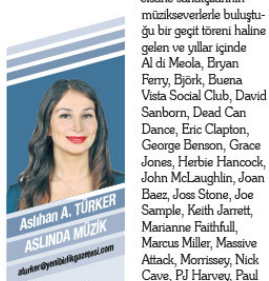 müzikseverlerle buluştu-
ğu bir geçit töreni haline
gelen ve yıllar içinde
Al di Meola, Bryan
Ferry, Björk, Buena
Vista Social Club, David
Sanborn, Dead Can
Dance, Eric Clapton,
George Benson, Grace
Jones, Herbie Hancock,
John McLaughlin, Joan
Baez, Joss Stone, Joe
Sample, Keith Jarrett,
Marianne Faithfull,
Marcus Miller, Massive
Attack, Morrissey, Nick
Cave, PJ Harvey, Paul
Aslıhan A. TÜRKER
ASLINDA MÜZİK
aturker@yenibirlikgazetesi.com